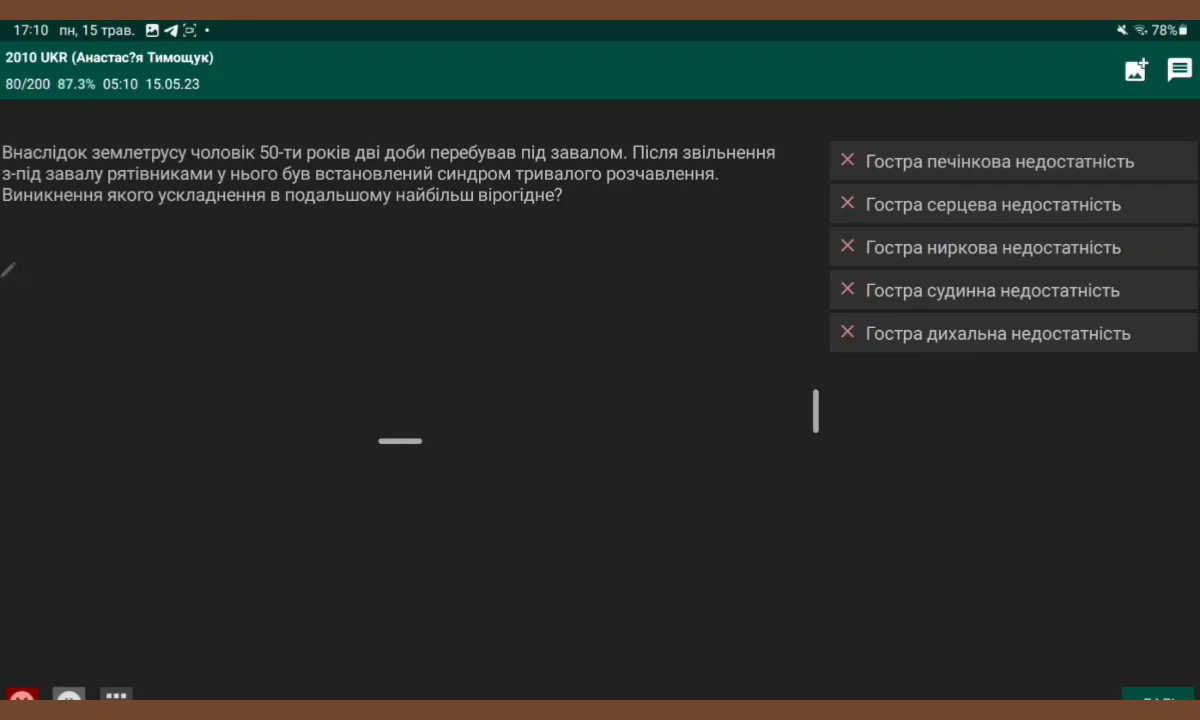 17:10 пн, 15 трав. 78%
2010 UKR (Анастас?я Тимощук)
80/200 87.3% 05:10 15.05.23
Внаслідок землетрусу чоловік 50-ти років дві доби перебував під завалом. Після звільнення
з-під завалу рятівниками у нього був встановлений синдром тривалого розчавлення.
Виникнення якого ускладнення в подальшому найбільш вірогідне?
Гостра печінкова недостатність
Гостра серцева недостатність
Гостра ниркова недостатність
Гостра судинна недостатність
Гостра дихальна недостатність